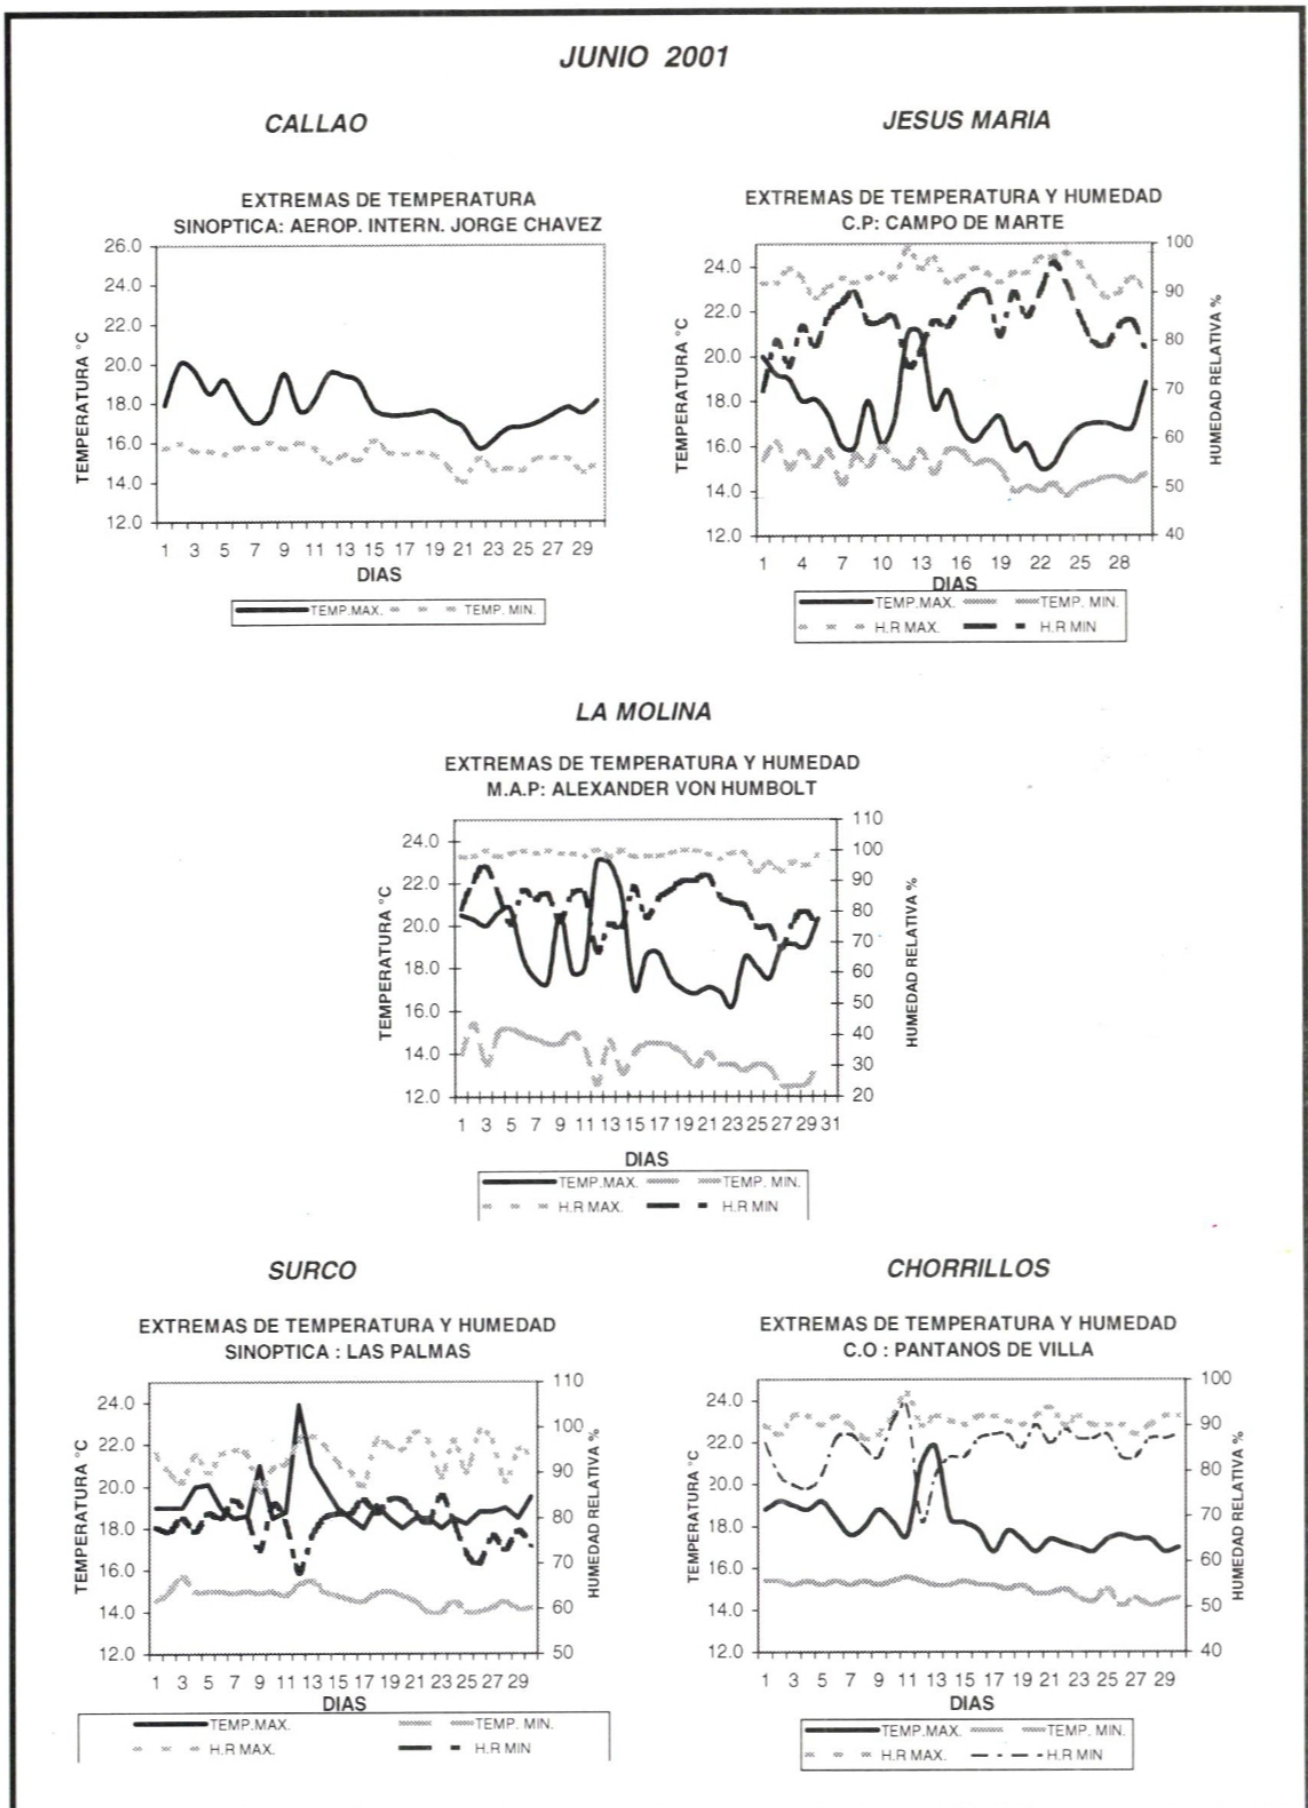 JUNIO 2001
CALLAO
EXTREMAS DE TEMPERATURA
SINOPTICA: AEROP. INTERN. JORGE CHAVEZ
TEMPERATURA °C
26.0
24.0
22.0
20.0
18.0
16.0
14.0
12.0
1 3 5 7 9 11 13 15 17 19 21 23 25 27 29
DIAS
TEMP.MAX. TEMP. MIN.
JESUS MARIA
EXTREMAS DE TEMPERATURA Y HUMEDAD
C.P: CAMPO DE MARTE
TEMPERATURA °C
24.0
22.0
20.0
18.0
16.0
14.0
12.0
100
90
80
70
60
50
40
HUMEDAD RELATIVA %
1 4 7 10 13 16 19 22 25 28
DIAS
TEMP.MAX. TEMP. MIN.
H.R MAX. H.R MIN
LA MOLINA
EXTREMAS DE TEMPERATURA Y HUMEDAD
M.A.P: ALEXANDER VON HUMBOLT
TEMPERATURA °C
24.0
22.0
20.0
18.0
16.0
14.0
12.0
110
100
90
80
70
60
50
40
30
20
HUMEDAD RELATIVA %
1 3 5 7 9 11 13 15 17 19 21 23 25 27 29 31
DIAS
TEMP.MAX. TEMP. MIN.
H.R MAX. H.R MIN
SURCO
EXTREMAS DE TEMPERATURA Y HUMEDAD
SINOPTICA : LAS PALMAS
TEMPERATURA °C
24.0
22.0
20.0
18.0
16.0
14.0
12.0
110
100
90
80
70
60
50
HUMEDAD RELATIVA %
1 3 5 7 9 11 13 15 17 19 21 23 25 27 29
DIAS
TEMP.MAX. TEMP. MIN.
H.R MAX. H.R MIN
CHORRILLOS
EXTREMAS DE TEMPERATURA Y HUMEDAD
C.O : PANTANOS DE VILLA
TEMPERATURA °C
24.0
22.0
20.0
18.0
16.0
14.0
12.0
100
90
80
70
60
50
40
HUMEDAD RELATIVA %
1 3 5 7 9 11 13 15 17 19 21 23 25 27 29
DIAS
TEMP.MAX. TEMP. MIN.
H.R MAX. H.R MIN